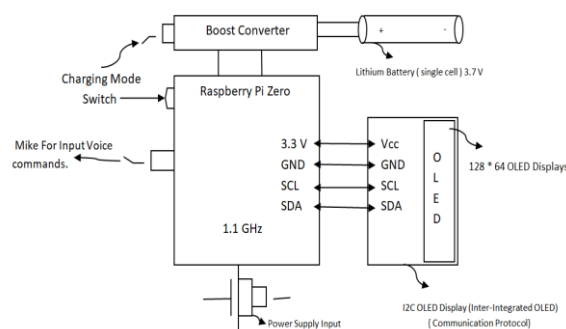 Boost Converter
+ -
Lithium Battery ( single cell ) 3.7 V
Charging Mode
Switch
Raspberry Pi Zero
Mike For Input Voice
commands.
3.3 V
GND
SCL
SDA
1.1 GHz
Vcc
GND
SCL
SDA
O
L
E
D
128 * 64 OLED Displays
I2C OLED Display (Inter-Integrated OLED)
( Communication Protocol)
Power Supply Input